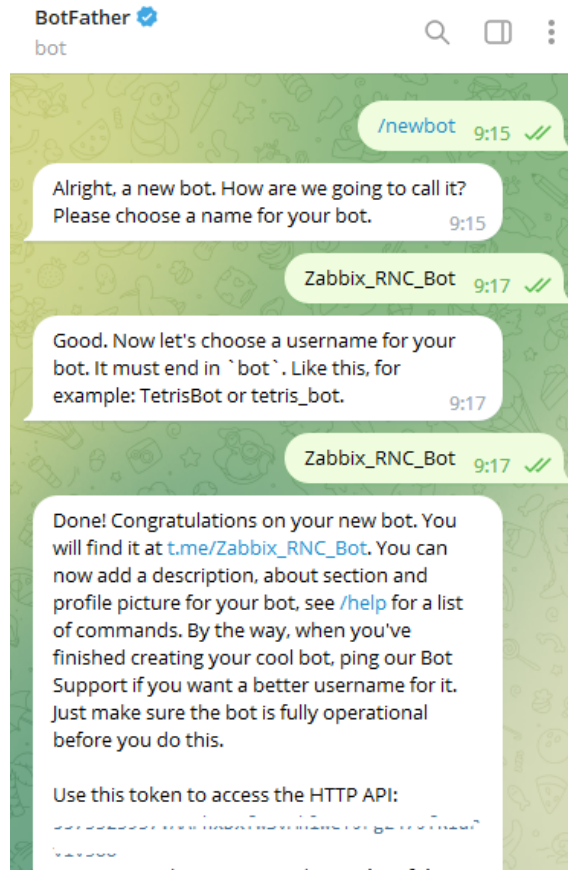 BotFather
bot
/newbot 9:15
Alright, a new bot. How are we going to call it?
Please choose a name for your bot. 9:15
Zabbix_RNC_Bot 9:17
Good. Now let's choose a username for your
bot. It must end in `bot`. Like this, for
example: TetrisBot or tetris_bot. 9:17
Zabbix_RNC_Bot 9:17
Done! Congratulations on your new bot. You
will find it at t.me/Zabbix_RNC_Bot. You can
now add a description, about section and
profile picture for your bot, see /help for a list
of commands. By the way, when you've
finished creating your cool bot, ping our Bot
Support if you want a better username for it.
Just make sure the bot is fully operational
before you do this.
Use this token to access the HTTP API: